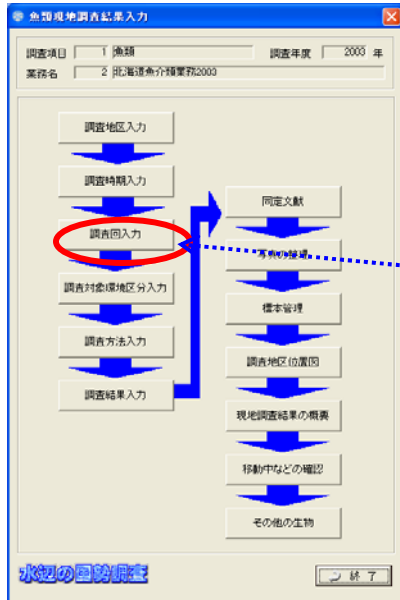 魚類現地調査結果入力
調査項目 1 魚類 調査年度 2003 年
業務名 2 北海道魚介類業務2003
調査地区入力
調査時期入力
調査回入力
調査対象環境区分入力
調査方法入力
調査結果入力
同定文献
写真の整理
標本管理
調査地区位置図
現地調査結果の概要
移動中などの確認
その他の生物
水辺の国勢調査
終了